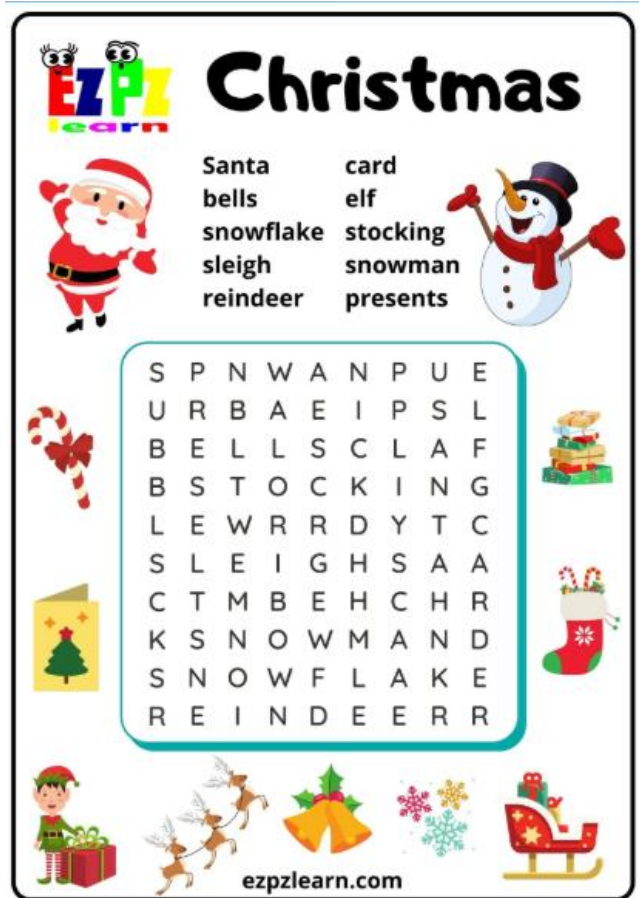 EZPZ
learn
Christmas
Santa card
bells elf
snowflake stocking
sleigh snowman
reindeer presents
S P N W A N P U E
U R B A E I P S L
B E L L S C L A F
B S T O C K I N G
L E W R R D Y T C
S L E I G H S A A
C T M B E H C H R
K S N O W M A N D
S N O W F L A K E
R E I N D E E R R
ezpzlearn.com